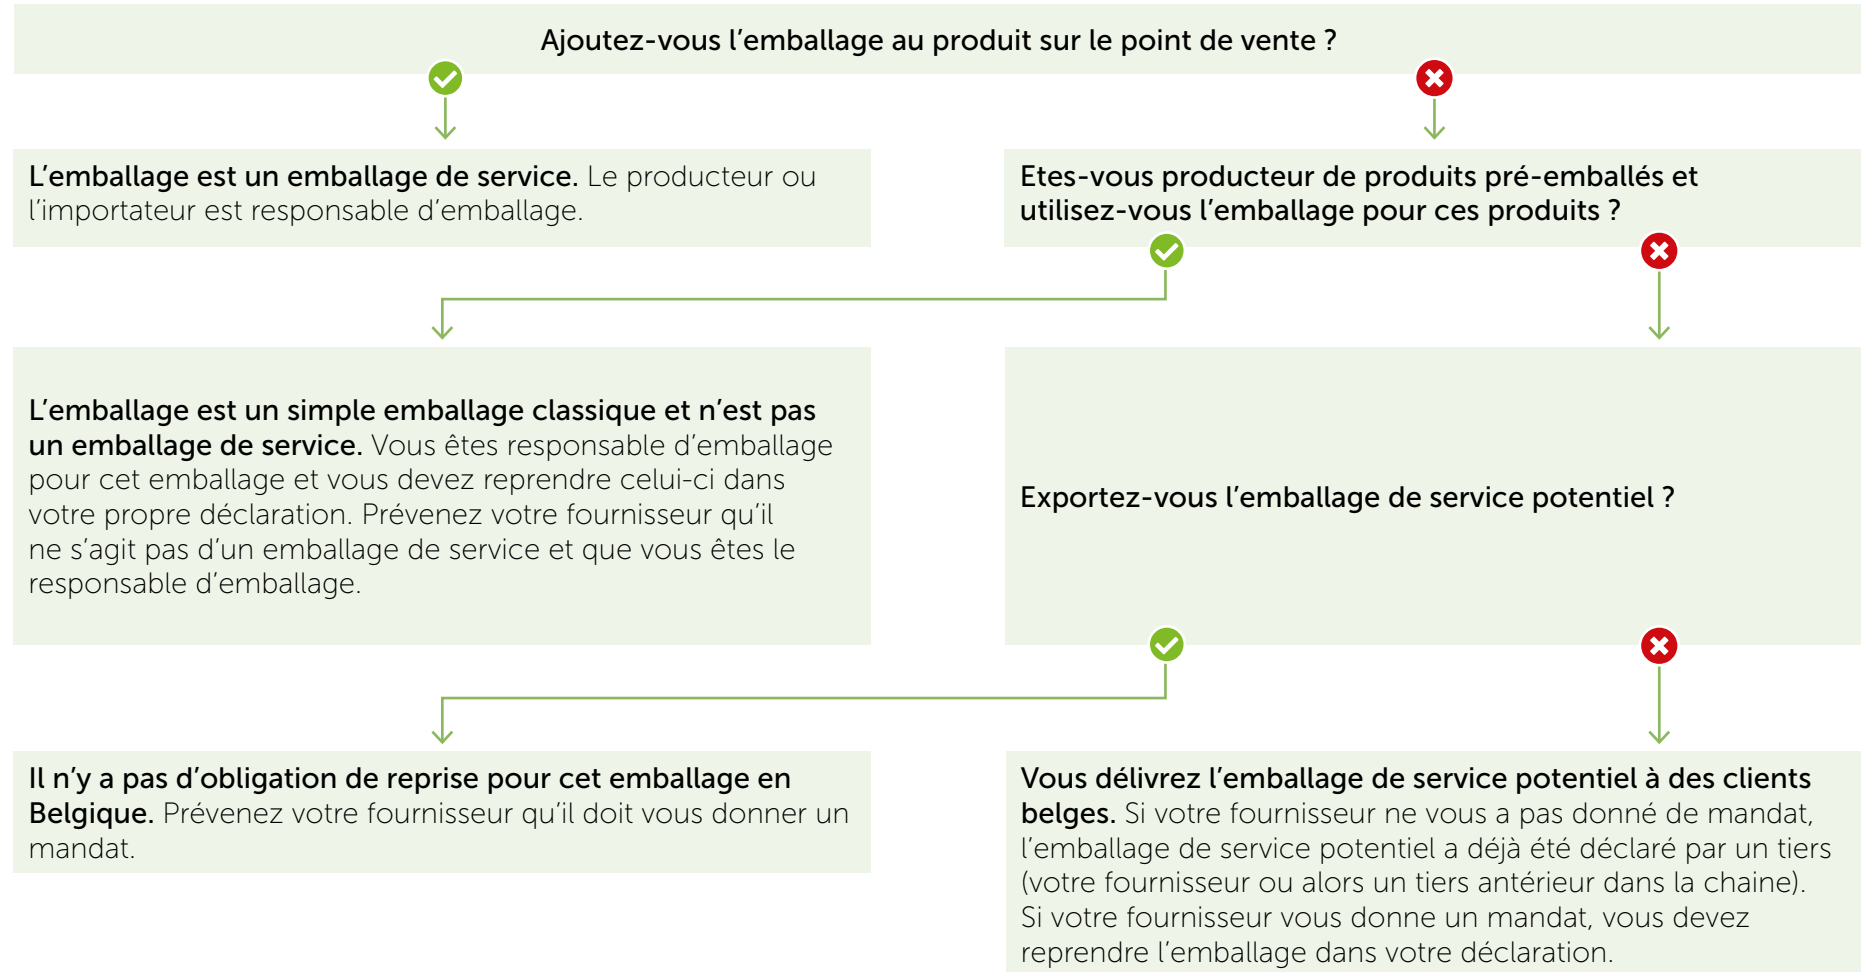 Ajoutez-vous l’emballage au produit sur le point de vente ?
L’emballage est un emballage de service. Le producteur ou
l’importateur est responsable d’emballage.
Etes-vous producteur de produits pré-emballés et
utilisez-vous l’emballage pour ces produits ?
L’emballage est un simple emballage classique et n’est pas
un emballage de service. Vous êtes responsable d’emballage
pour cet emballage et vous devez reprendre celui-ci dans
votre propre déclaration. Prévenez votre fournisseur qu’il
ne s’agit pas d’un emballage de service et que vous êtes le
responsable d’emballage.
Exportez-vous l’emballage de service potentiel ?
Il n’y a pas d’obligation de reprise pour cet emballage en
Belgique. Prévenez votre fournisseur qu’il doit vous donner un
mandat.
Vous délivrez l’emballage de service potentiel à des clients
belges. Si votre fournisseur ne vous a pas donné de mandat,
l’emballage de service potentiel a déjà été déclaré par un tiers
(votre fournisseur ou alors un tiers antérieur dans la chaine).
Si votre fournisseur vous donne un mandat, vous devez
reprendre l’emballage dans votre déclaration.